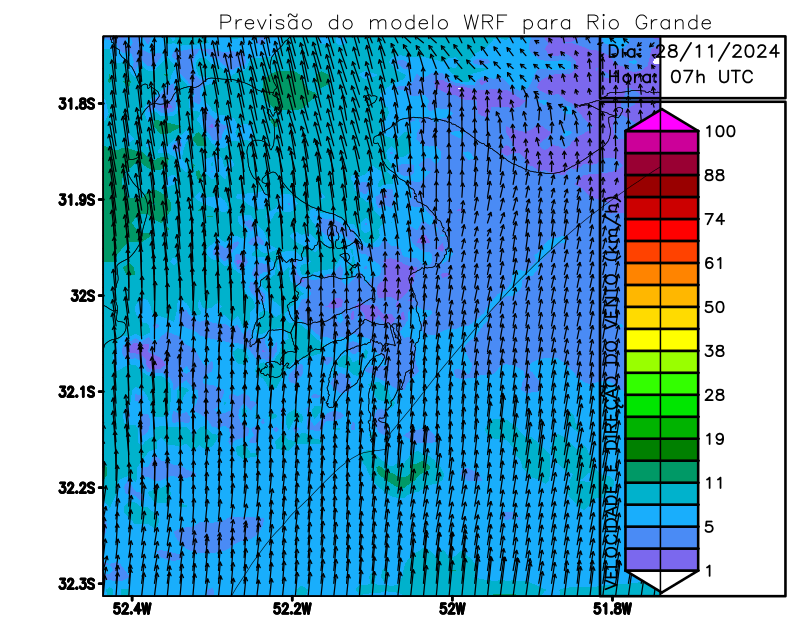 Previsão do modelo WRF para Rio Grande
Dia: 28/11/2024
Hora: 07h UTC
31.8S
31.9S
32S
32.1S
32.2S
32.3S
52.4W
52.2W
52W
51.8W
VELOCIDADE E DIREÇÃO DO VENTO (km/h)
100
88
74
61
50
38
28
19
11
5
1